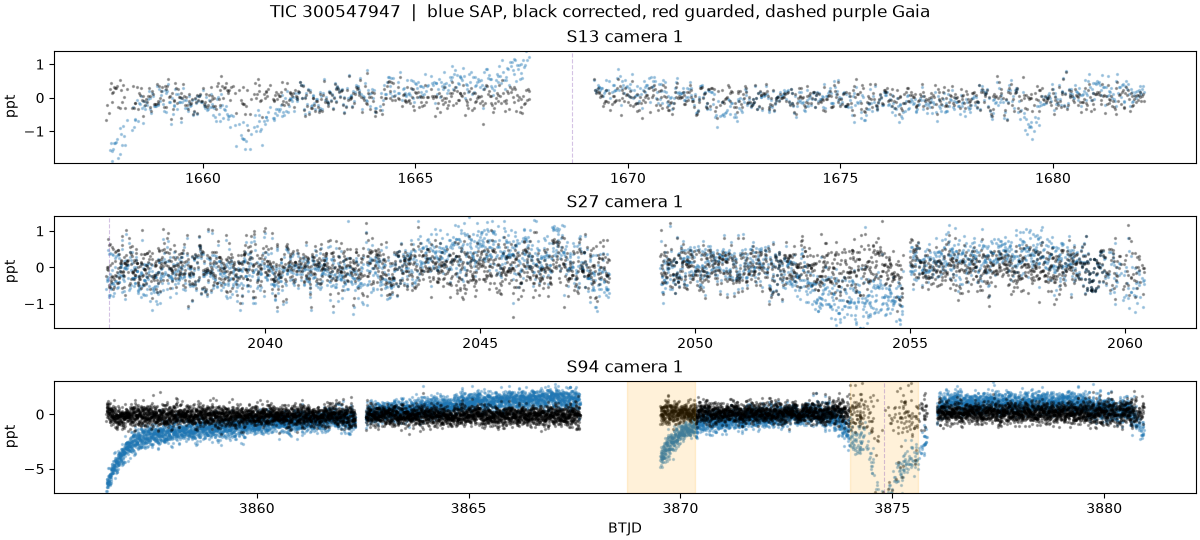 TIC 300547947 | blue SAP, black corrected, red guarded, dashed purple Gaia
S13 camera 1
ppt
1
0
−1
1660 1665 1670 1675 1680
S27 camera 1
ppt
1
0
−1
2040 2045 2050 2055 2060
S94 camera 1
ppt
0
−5
3860 3865 3870 3875 3880
BTJD